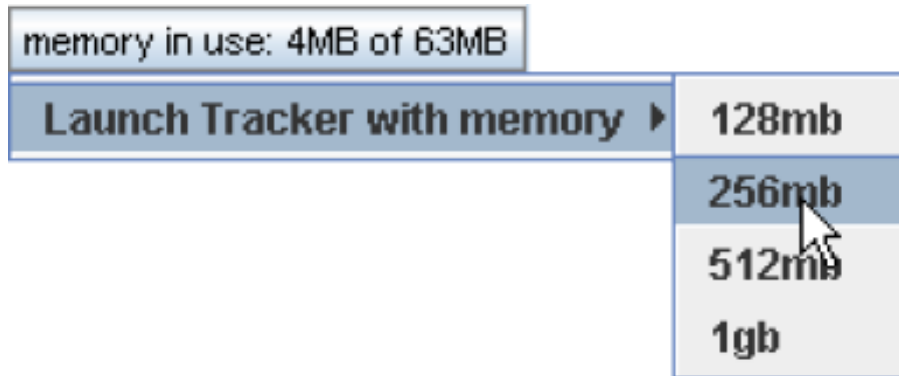 memory in use: 4MB of 63MB
Launch Tracker with memory
128mb
256mb
512mb
1gb